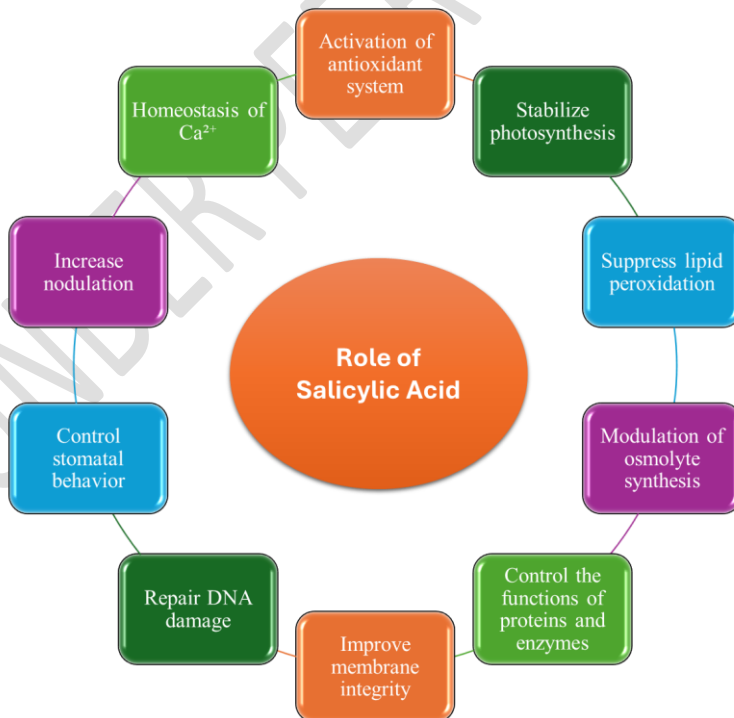 Activation of
antioxidant
system
Stabilize
photosynthesis
Suppress lipid
peroxidation
Modulation of
osmolyte
synthesis
Control the
functions of
proteins and
enzymes
Improve
membrane
integrity
Repair DNA
damage
Control
stomatal
behavior
Increase
nodulation
Homeostasis of
Ca²⁺
Role of
Salicylic Acid
UNDER PEER